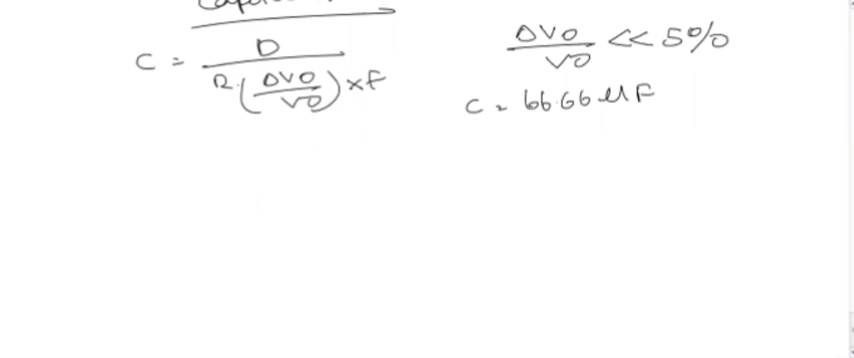 C = D / R.(ΔVO/VO) × F
ΔVO/VO << 5%
C = 66.66 uF